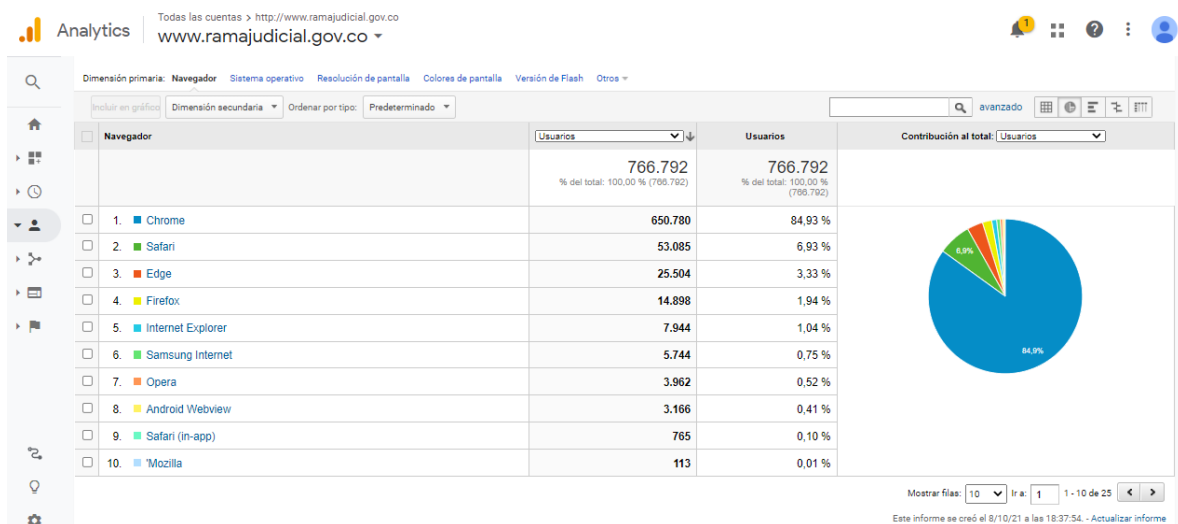 Todas las cuentas > http://www.ramajudicial.gov.co
Analytics www.ramajudicial.gov.co
1
Dimensión primaria: Navegador Sistema operativo Resolución de pantalla Colores de pantalla Versión de Flash Otros
Incluir en gráfico Dimensión secundaria Ordenar por tipo: Predeterminado avanzado
Navegador Usuarios Usuarios Contribución al total: Usuarios
766.792 766.792
% del total: 100,00 % (766.792) % del total: 100,00 %
(766.792)
1. Chrome 650.780 84,93 %
2. Safari 53.085 6,93 %
3. Edge 25.504 3,33 %
4. Firefox 14.898 1,94 %
5. Internet Explorer 7.944 1,04 %
6. Samsung Internet 5.744 0,75 %
7. Opera 3.962 0,52 %
8. Android Webview 3.166 0,41 %
9. Safari (in-app) 765 0,10 %
10. 'Mozilla 113 0,01 %
6,9%
84,9%
Mostrar filas: 10 Ir a: 1 1 - 10 de 25
Este informe se creó el 8/10/21 a las 18:37:54. - Actualizar informe